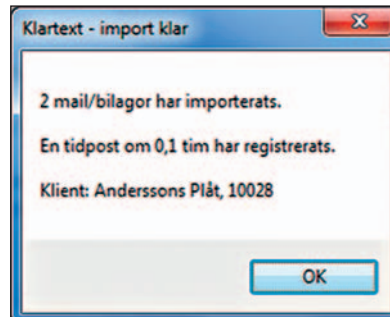 Klartext - import klar
2 mail/bilagor har importerats.
En tidpost om 0,1 tim har registrerats.
Klient: Anderssons Plåt, 10028
OK